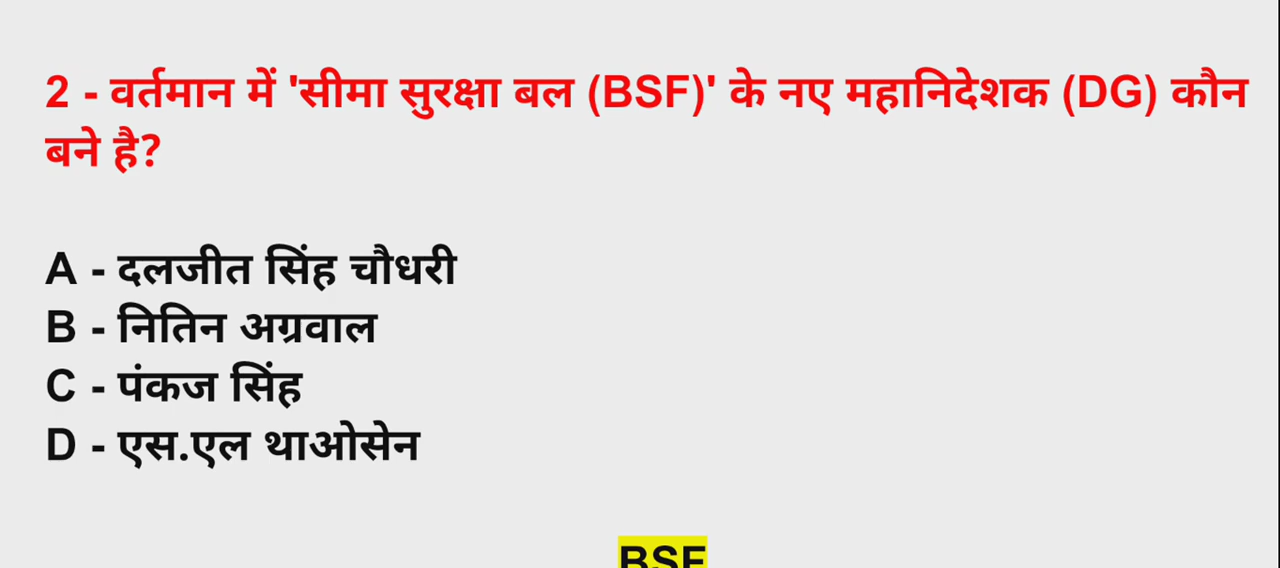 2 - वर्तमान में 'सीमा सुरक्षा बल (BSF)' के नए महानिदेशक (DG) कौन
बने है?
A - दलजीत सिंह चौधरी
B - नितिन अग्रवाल
C - पंकज सिंह
D - एस.एल थाओसेन
BSF